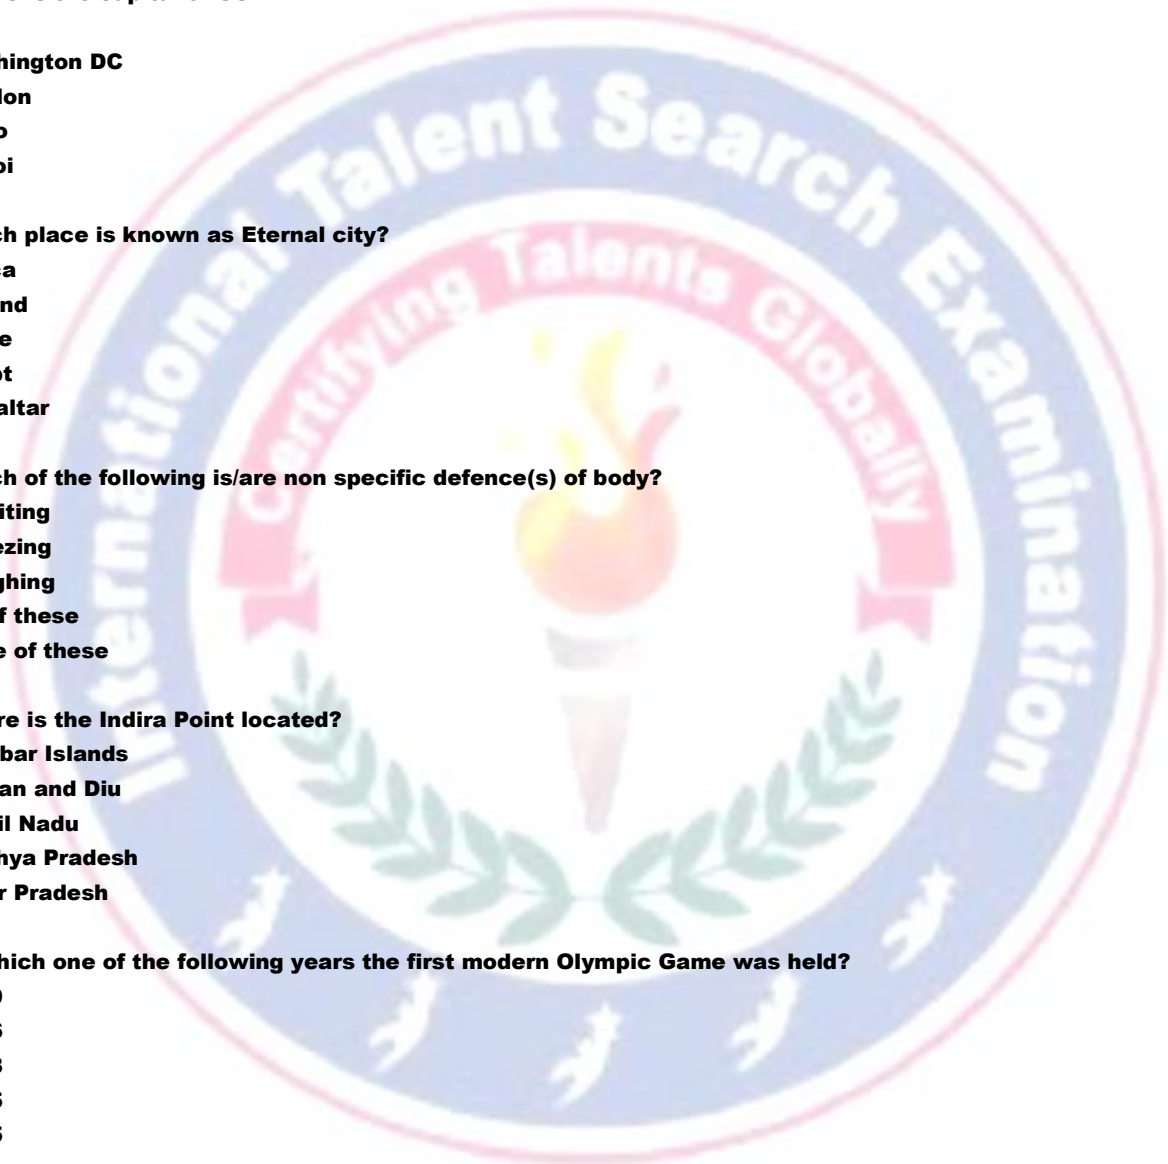 hington DC
lon
o
oi
ch place is known as Eternal city?
ca
nd
e
pt
altar
ch of the following is/are non specific defence(s) of body?
iting
ezing
ghing
f these
e of these
re is the Indira Point located?
bar Islands
an and Diu
il Nadu
hya Pradesh
r Pradesh
hich one of the following years the first modern Olympic Game was held?
International Talent Search Examination
Certifying Talents Globally